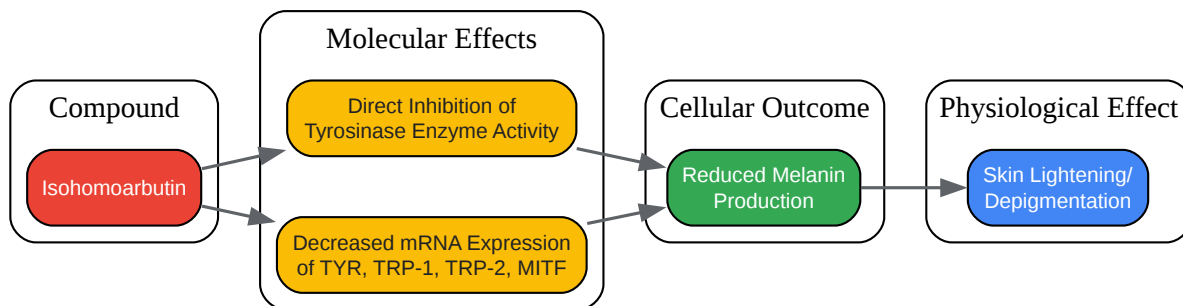 Compound
Isohomoarbutin
Molecular Effects
Direct Inhibition of
Tyrosinase Enzyme Activity
Decreased mRNA Expression
of TYR, TRP-1, TRP-2, MITF
Cellular Outcome
Reduced Melanin
Production
Physiological Effect
Skin Lightening/
Depigmentation